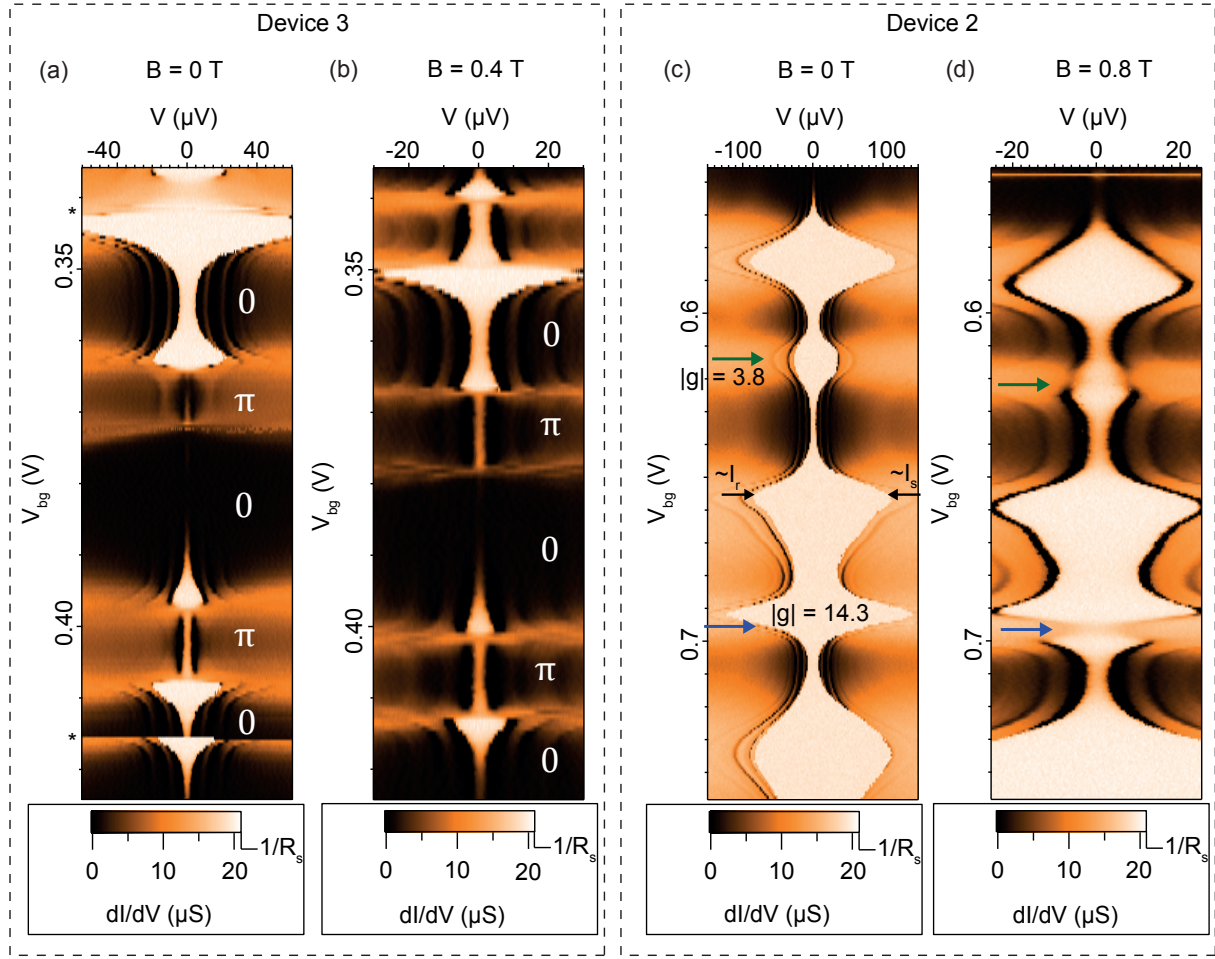 Device 3
Device 2
(a)
B = 0 T
(b)
B = 0.4 T
(c)
B = 0 T
(d)
B = 0.8 T
V (µV)
V (µV)
V (µV)
V (µV)
-40 0 40
-20 0 20
-100 0 100
-20 0 20
*
0.35
0.40
*
V_bg (V)
0
π
0
π
0
0.35
0.40
V_bg (V)
0
π
0
π
0
0.6
0.7
V_bg (V)
|g| = 3.8
~I_r
~I_s
|g| = 14.3
0.6
0.7
V_bg (V)
1/R_s
0 10 20
dI/dV (µS)
1/R_s
0 10 20
dI/dV (µS)
1/R_s
0 10 20
dI/dV (µS)
1/R_s
0 10 20
dI/dV (µS)